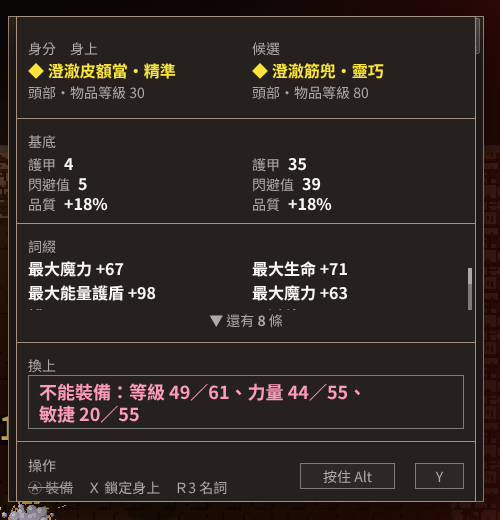 身分 身上 候選
◆ 澄澈皮額當・精準 ◆ 澄澈筋兜・靈巧
頭部・物品等級 30 頭部・物品等級 80
基底
護甲 4 護甲 35
閃避值 5 閃避值 39
品質 +18% 品質 +18%
詞綴
最大魔力 +67 最大生命 +71
最大能量護盾 +98 最大魔力 +63
▼ 還有 8 條
換上
不能裝備：等級 49／61、力量 44／55、
敏捷 20／55
操作
Ⓐ 裝備 X 鎖定身上 R3 名詞 按住 Alt Y